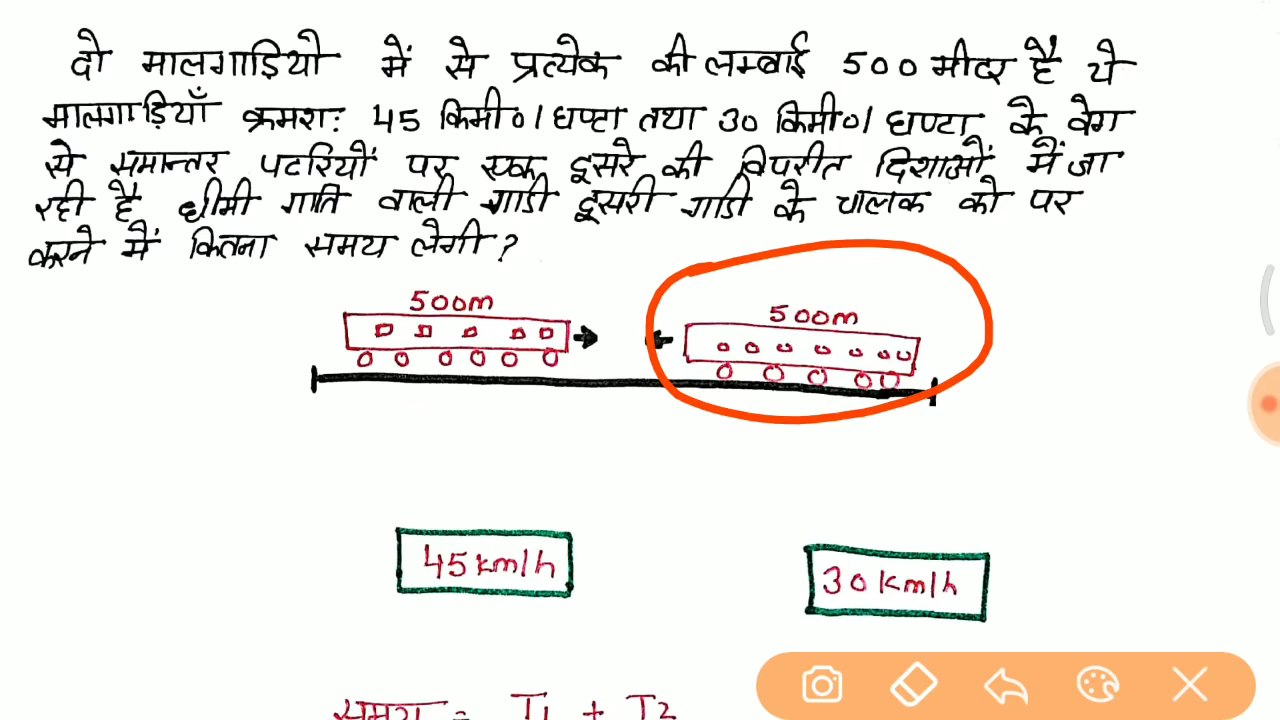 दो मालगाड़ियो में से प्रत्येक की लम्बाई 500 मीटर है ये
मालगाड़ियाँ क्रमशः 45 किमी०/घण्टा तथा 30 किमी०/घण्टा के वेग
से समान्तर पटरियों पर एक दूसरे की विपरीत दिशाओं में जा
रही है धीमी गति वाली गाडी दूसरी गाडी के चालक को पर
करने में कितना समय लेगी?
500m
500m
45km/h
30km/h
समय = T1 + T2